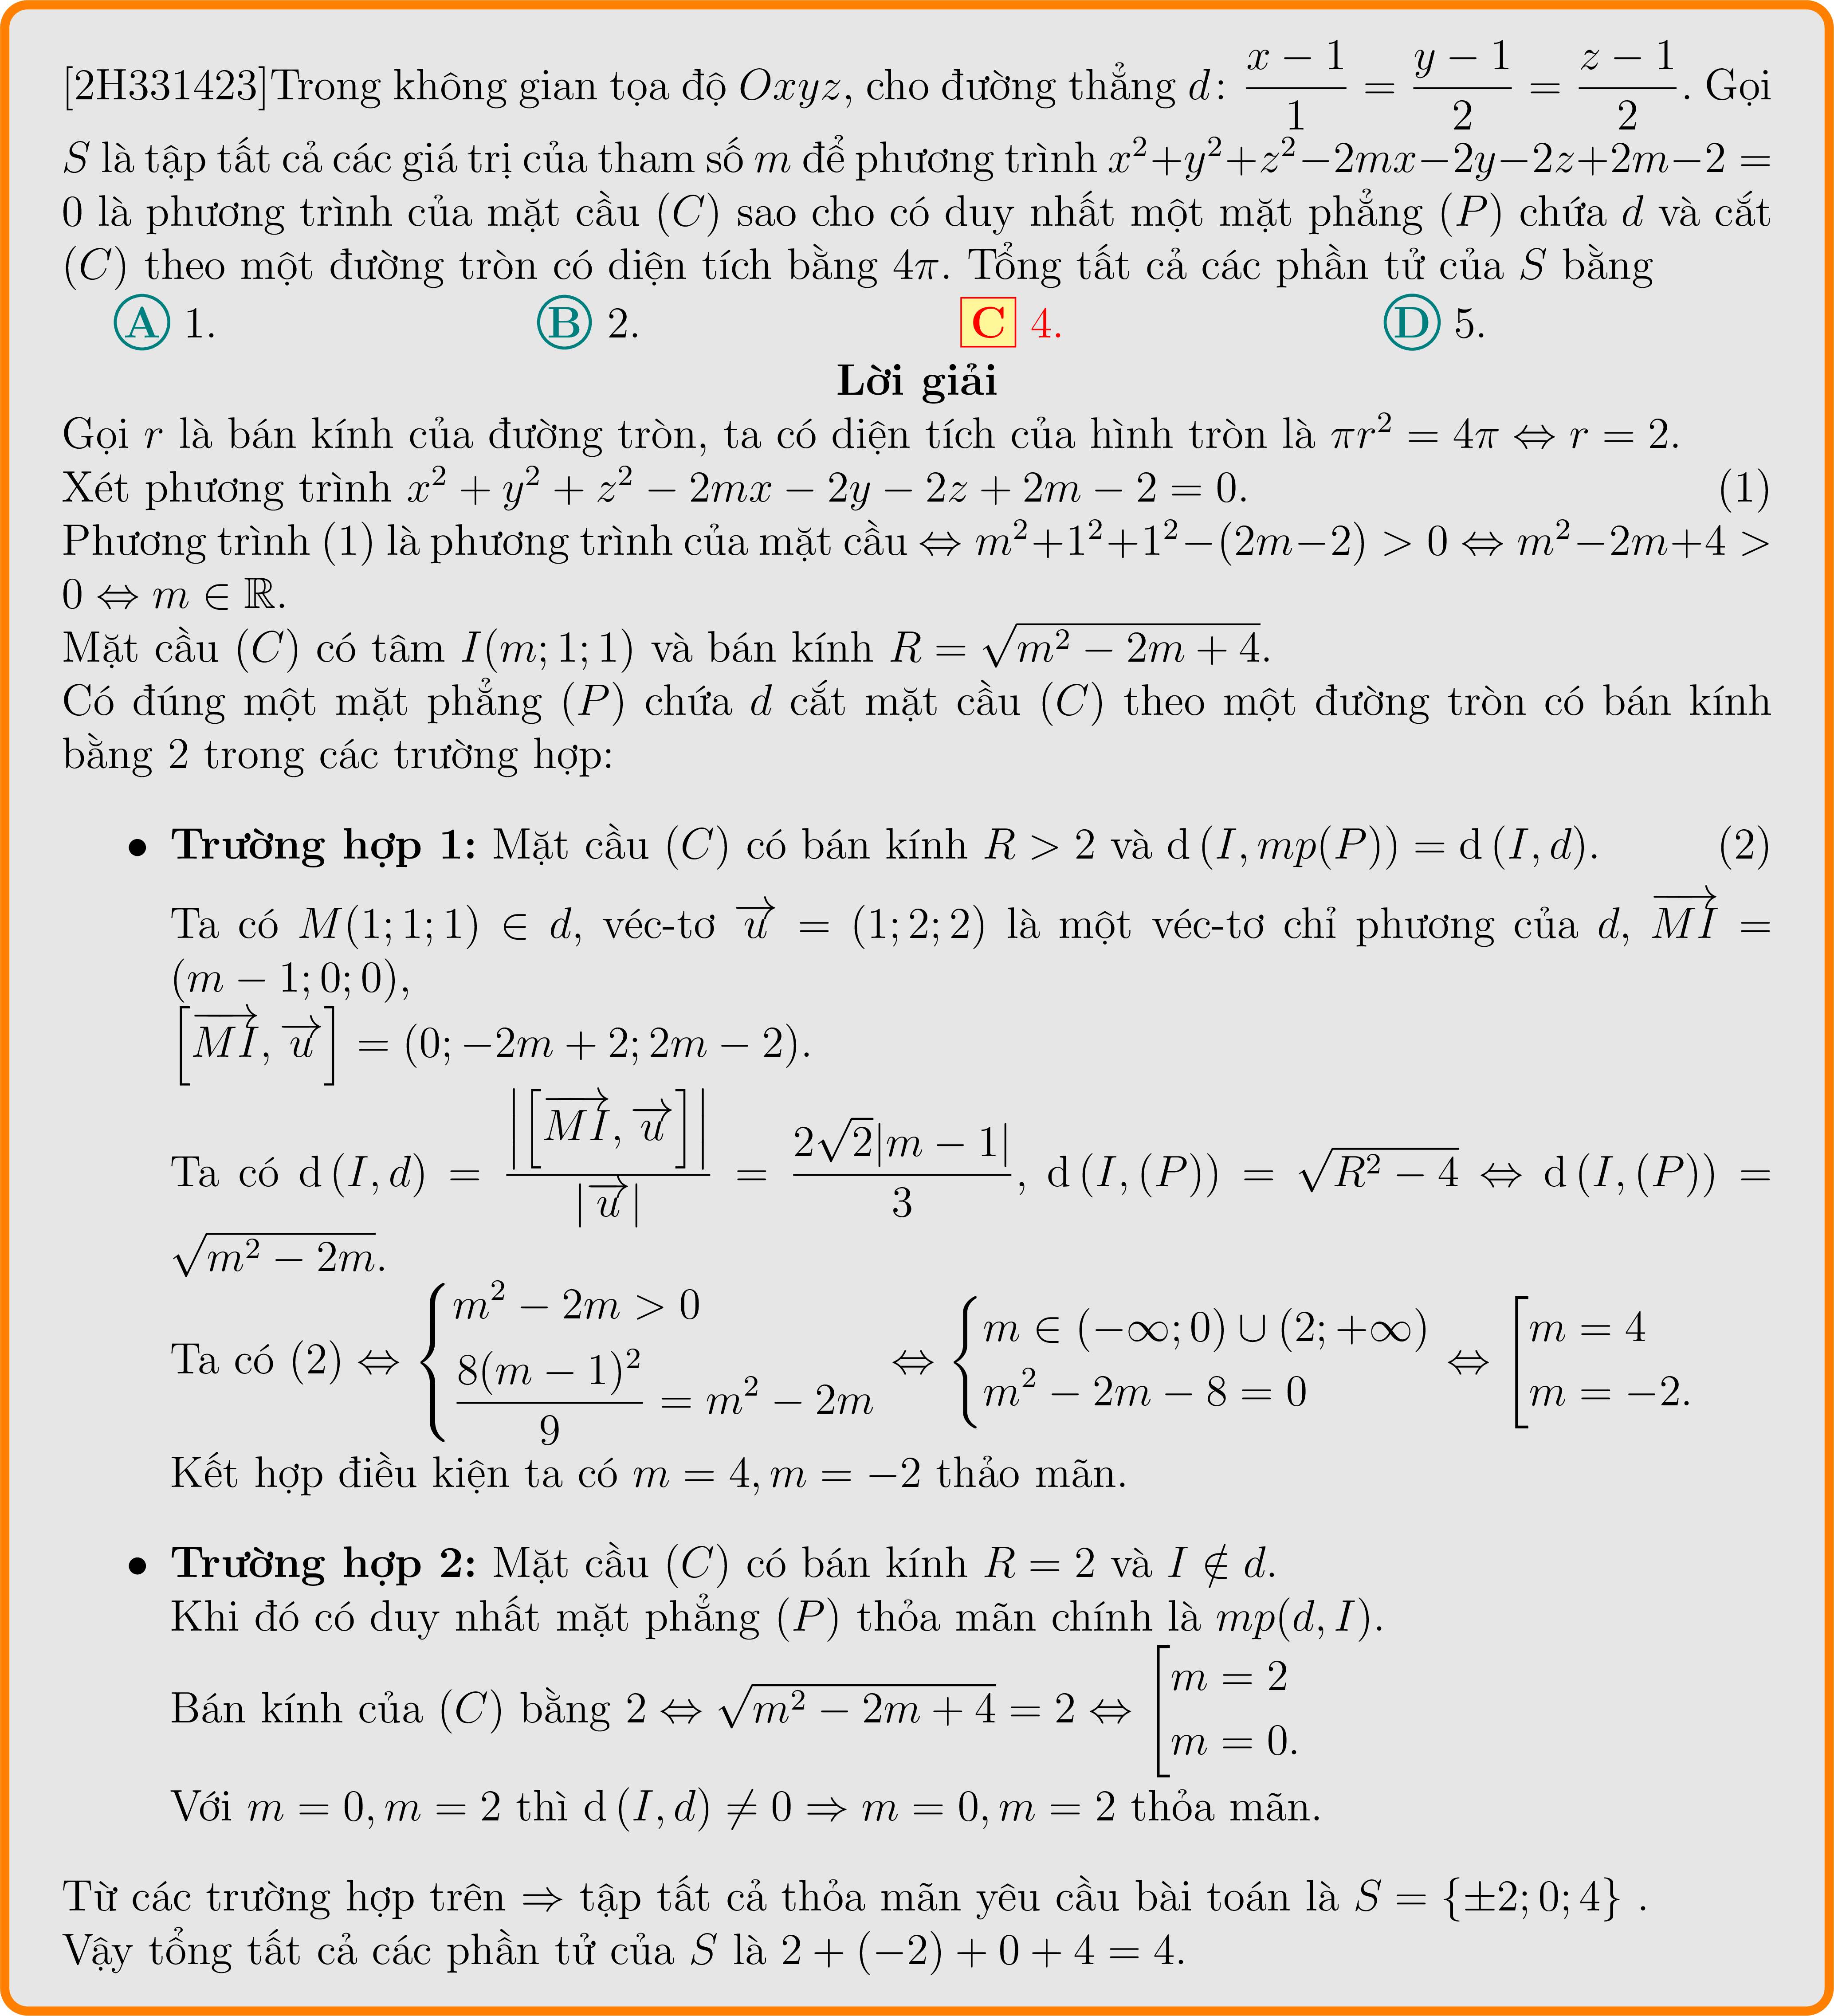 [2H331423]Trong không gian tọa độ $Oxyz$, cho đường thẳng $d$: $\dfrac{x-1}{1} = \dfrac{y-1}{2} = \dfrac{z-1}{2}$. Gọi
$S$ là tập tất cả các giá trị của tham số $m$ để phương trình $x^2+y^2+z^2-2mx-2y-2z+2m-2 =$
$0$ là phương trình của mặt cầu $(C)$ sao cho có duy nhất một mặt phẳng $(P)$ chứa $d$ và cắt
$(C)$ theo một đường tròn có diện tích bằng $4\pi$. Tổng tất cả các phần tử của $S$ bằng
A 1. B 2. C 4. D 5.
Lời giải
Gọi $r$ là bán kính của đường tròn, ta có diện tích của hình tròn là $\pi r^2 = 4\pi \Leftrightarrow r = 2$.
Xét phương trình $x^2 + y^2 + z^2 - 2mx - 2y - 2z + 2m - 2 = 0$. (1)
Phương trình (1) là phương trình của mặt cầu $\Leftrightarrow m^2+1^2+1^2-(2m-2) > 0 \Leftrightarrow m^2-2m+4 >$
$0 \Leftrightarrow m \in \mathbb{R}$.
Mặt cầu $(C)$ có tâm $I(m; 1; 1)$ và bán kính $R = \sqrt{m^2 - 2m + 4}$.
Có đúng một mặt phẳng $(P)$ chứa $d$ cắt mặt cầu $(C)$ theo một đường tròn có bán kính
bằng 2 trong các trường hợp:
• Trường hợp 1: Mặt cầu $(C)$ có bán kính $R > 2$ và $\mathrm{d}\,(I, mp(P)) = \mathrm{d}\,(I, d)$. (2)
Ta có $M(1; 1; 1) \in d$, véc-tơ $\overrightarrow{u} = (1; 2; 2)$ là một véc-tơ chỉ phương của $d$, $\overrightarrow{MI} =$
$(m - 1; 0; 0)$,
$\left[\overrightarrow{MI}, \overrightarrow{u}\right] = (0; -2m + 2; 2m - 2)$.
Ta có $\mathrm{d}\,(I, d) = \dfrac{\left|\left[\overrightarrow{MI}, \overrightarrow{u}\right]\right|}{|\overrightarrow{u}|} = \dfrac{2\sqrt{2}|m - 1|}{3}$, $\mathrm{d}\,(I, (P)) = \sqrt{R^2 - 4} \Leftrightarrow \mathrm{d}\,(I, (P)) =$
$\sqrt{m^2 - 2m}$.
Ta có (2) $\Leftrightarrow \begin{cases} m^2 - 2m > 0 \\ \dfrac{8(m - 1)^2}{9} = m^2 - 2m \end{cases} \Leftrightarrow \begin{cases} m \in (-\infty; 0) \cup (2; +\infty) \\ m^2 - 2m - 8 = 0 \end{cases} \Leftrightarrow \left[\begin{array}{l} m = 4 \\ m = -2. \end{array}\right.$
Kết hợp điều kiện ta có $m = 4, m = -2$ thảo mãn.
• Trường hợp 2: Mặt cầu $(C)$ có bán kính $R = 2$ và $I \notin d$.
Khi đó có duy nhất mặt phẳng $(P)$ thỏa mãn chính là $mp(d, I)$.
Bán kính của $(C)$ bằng $2 \Leftrightarrow \sqrt{m^2 - 2m + 4} = 2 \Leftrightarrow \left[\begin{array}{l} m = 2 \\ m = 0. \end{array}\right.$
Với $m = 0, m = 2$ thì $\mathrm{d}\,(I, d) \neq 0 \Rightarrow m = 0, m = 2$ thỏa mãn.
Từ các trường hợp trên $\Rightarrow$ tập tất cả thỏa mãn yêu cầu bài toán là $S = \{\pm 2; 0; 4\}$ .
Vậy tổng tất cả các phần tử của $S$ là $2 + (-2) + 0 + 4 = 4$.